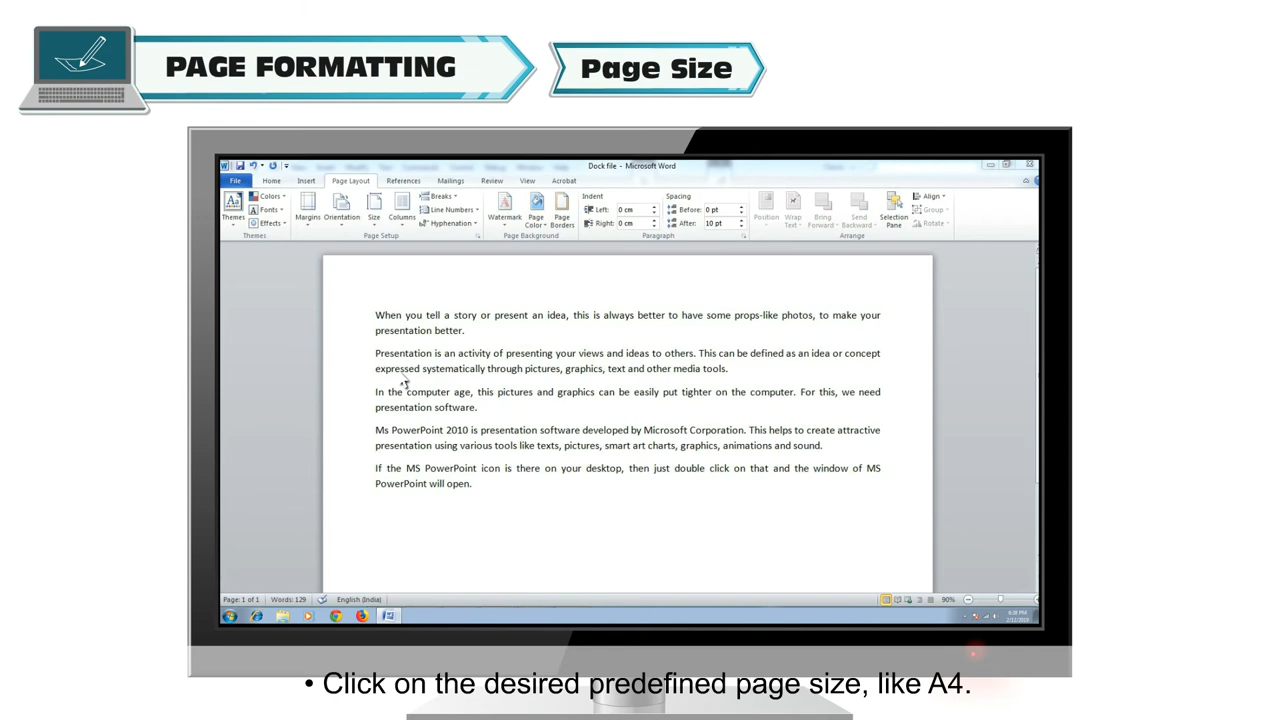 PAGE FORMATTING
Page Size
Dock file - Microsoft Word
File Home Insert Page Layout References Mailings Review View Acrobat
Themes Colors Fonts Effects
Margins Orientation Size Columns Breaks Line Numbers Hyphenation
Watermark Page Color Page Borders
Indent Left: 0 cm Right: 0 cm
Spacing Before: 0 pt After: 10 pt
Position Wrap Text Bring Forward Send Backward Selection Pane Align Group Rotate
Themes Page Setup Page Background Paragraph Arrange
When you tell a story or present an idea, this is always better to have some props-like photos, to make your
presentation better.
Presentation is an activity of presenting your views and ideas to others. This can be defined as an idea or concept
expressed systematically through pictures, graphics, text and other media tools.
In the computer age, this pictures and graphics can be easily put tighter on the computer. For this, we need
presentation software.
Ms PowerPoint 2010 is presentation software developed by Microsoft Corporation. This helps to create attractive
presentation using various tools like texts, pictures, smart art charts, graphics, animations and sound.
If the MS PowerPoint icon is there on your desktop, then just double click on that and the window of MS
PowerPoint will open.
Page: 1 of 1 Words: 129 English (India) 90%
• Click on the desired predefined page size, like A4.